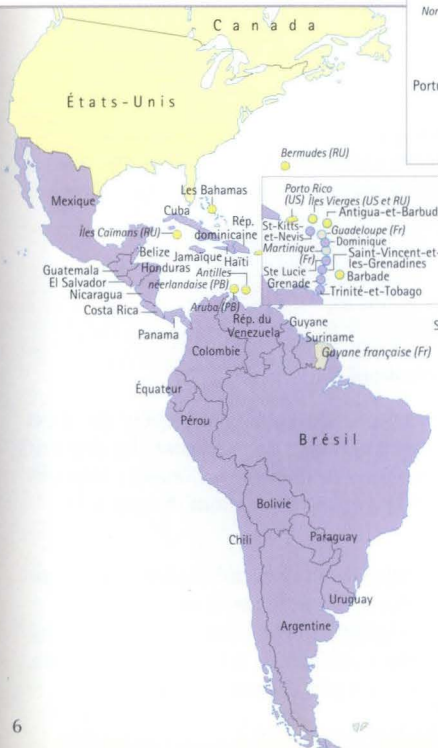 Canada
États-Unis
Bermudes (RU)
Mexique
Les Bahamas
Cuba
Îles Caïmans (RU)
Rép.
dominicaine
Porto Rico
(US)
Îles Vierges (US et RU)
Antigua-et-Barbud
St-Kitts-
et-Nevis
Guadeloupe (Fr)
Dominique
Martinique
(Fr)
Saint-Vincent-et-
les-Grenadines
Ste Lucie
Barbade
Grenade
Trinité-et-Tobago
Belize
Jamaïque
Haïti
Guatemala
Honduras
Antilles
El Salvador
néerlandaise (PB)
Nicaragua
Aruba (PB)
Costa Rica
Panama
Rép. du
Venezuela
Guyane
Suriname
Gayane française (Fr)
Colombie
Équateur
Pérou
Brésil
Bolivie
Chili
Paraguay
Uruguay
Argentine
6